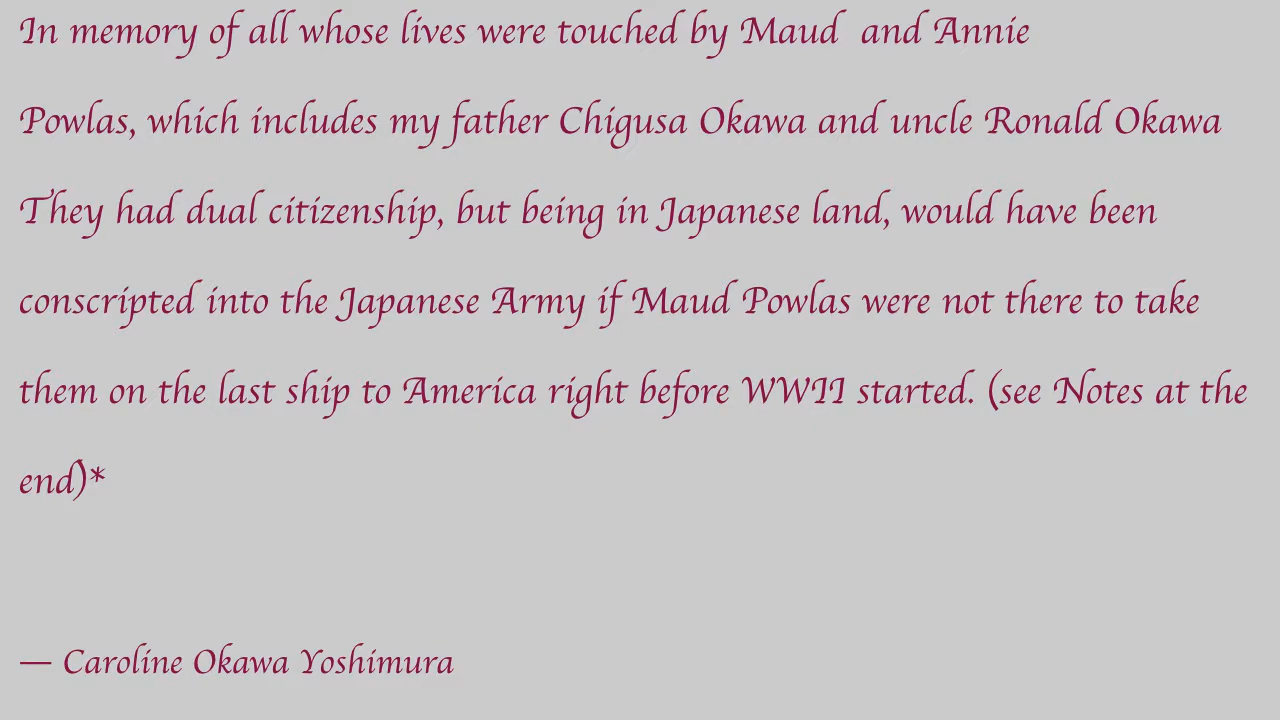 In memory of all whose lives were touched by Maud  and Annie
Powlas, which includes my father Chigusa Okawa and uncle Ronald Okawa
They had dual citizenship, but being in Japanese land, would have been
conscripted into the Japanese Army if Maud Powlas were not there to take
them on the last ship to America right before WWII started. (see Notes at the
end)*
— Caroline Okawa Yoshimura